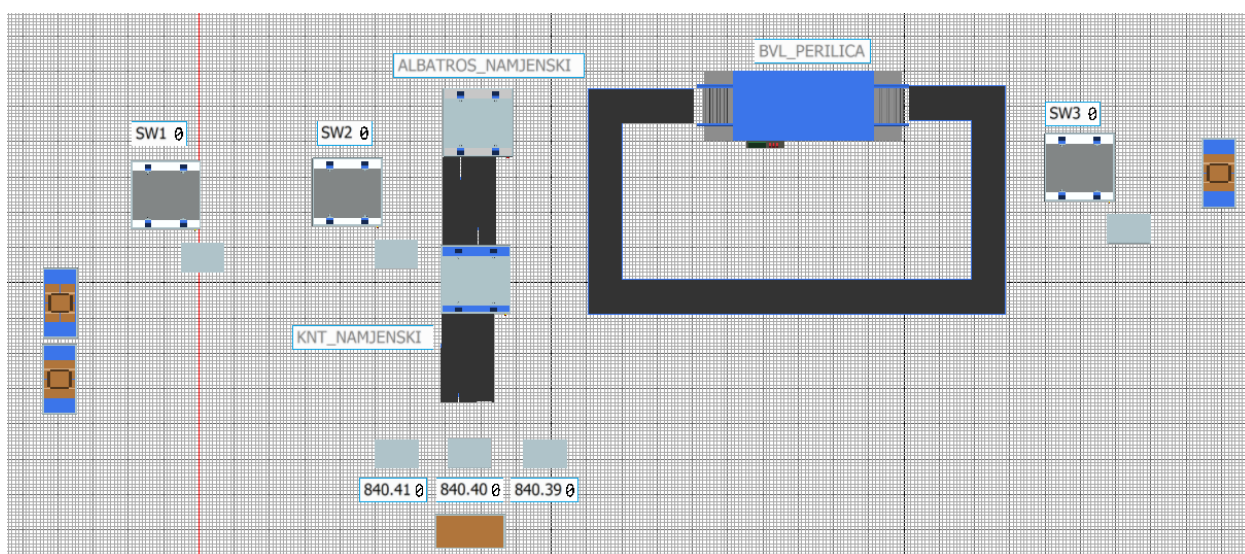 BVL_PERILICA
ALBATROS_NAMJENSKI
SW1 0
SW2 0
SW3 0
KNT_NAMJENSKI
840.41 0
840.40 0
840.39 0